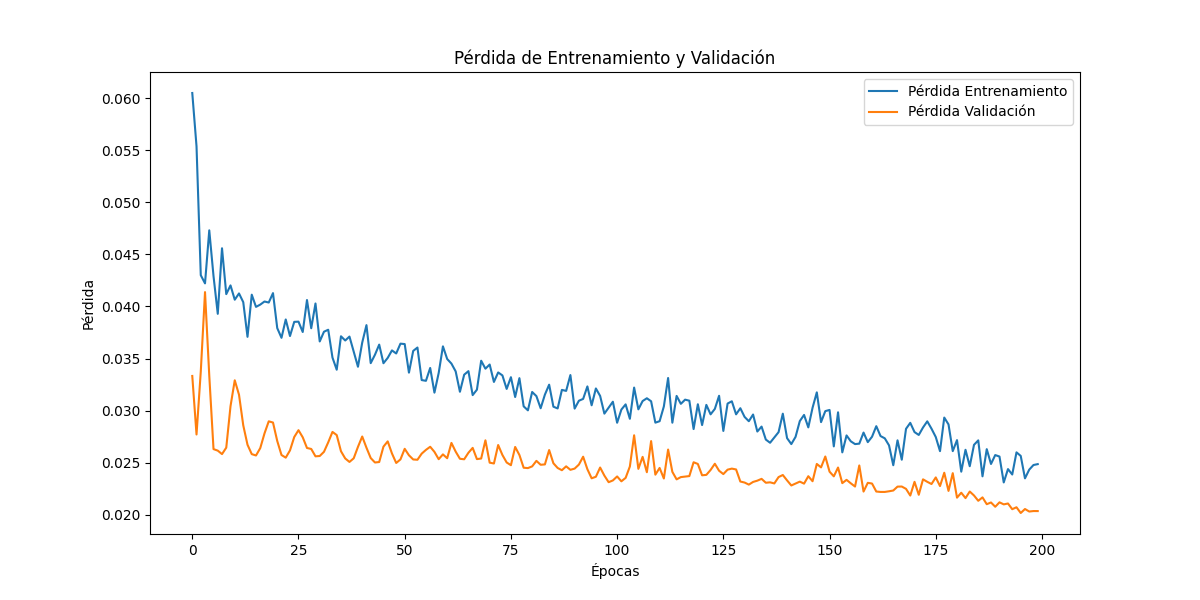 Pérdida de Entrenamiento y Validación
Pérdida Entrenamiento
Pérdida Validación
0.060
0.055
0.050
0.045
0.040
0.035
0.030
0.025
0.020
Pérdida
0 25 50 75 100 125 150 175 200
Épocas